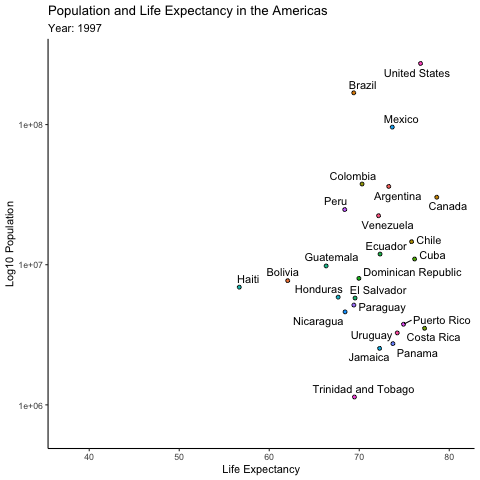 Population and Life Expectancy in the Americas
Year: 1997
United States
Brazil
1e+08
Mexico
Colombia
Argentina
Canada
Peru
Venezuela
Chile
Ecuador
Cuba
Guatemala
1e+07
Bolivia
Dominican Republic
Haiti
Honduras
El Salvador
Paraguay
Nicaragua
Puerto Rico
Uruguay
Costa Rica
Jamaica
Panama
Trinidad and Tobago
1e+06
Log10 Population
40 50 60 70 80
Life Expectancy